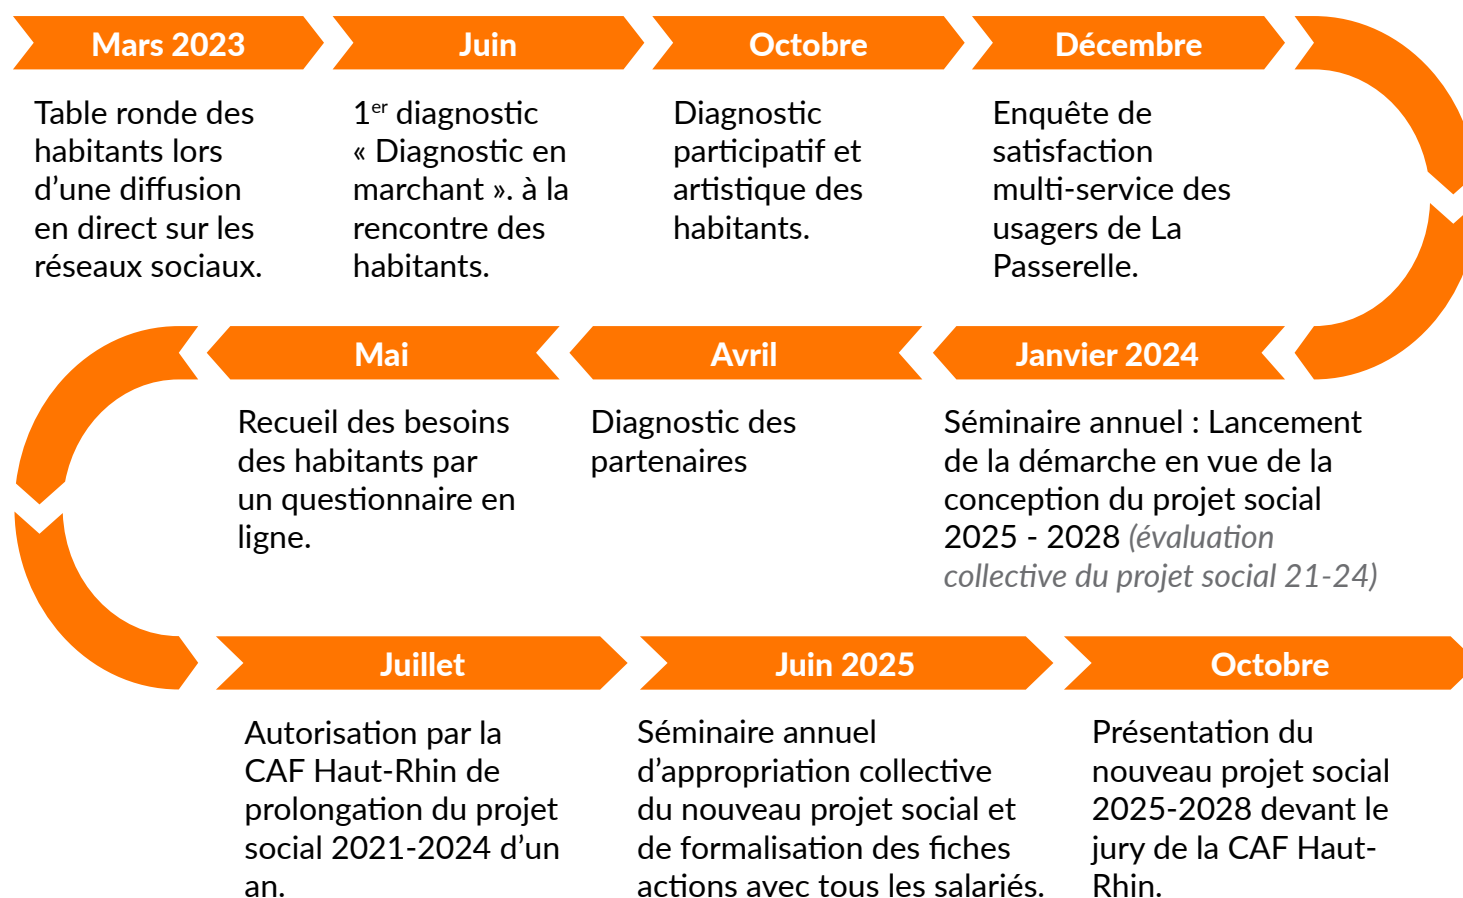 Mars 2023
Table ronde des
habitants lors
d’une diffusion
en direct sur les
réseaux sociaux.
Juin
1er diagnostic
« Diagnostic en
marchant ». à la
rencontre des
habitants.
Octobre
Diagnostic
participatif et
artistique des
habitants.
Décembre
Enquête de
satisfaction
multi-service des
usagers de La
Passerelle.
Janvier 2024
Séminaire annuel : Lancement
de la démarche en vue de la
conception du projet social
2025 - 2028 (évaluation
collective du projet social 21-24)
Avril
Diagnostic des
partenaires
Mai
Recueil des besoins
des habitants par
un questionnaire en
ligne.
Juillet
Autorisation par la
CAF Haut-Rhin de
prolongation du projet
social 2021-2024 d’un
an.
Juin 2025
Séminaire annuel
d’appropriation collective
du nouveau projet social et
de formalisation des fiches
actions avec tous les salariés.
Octobre
Présentation du
nouveau projet social
2025-2028 devant le
jury de la CAF Haut-
Rhin.